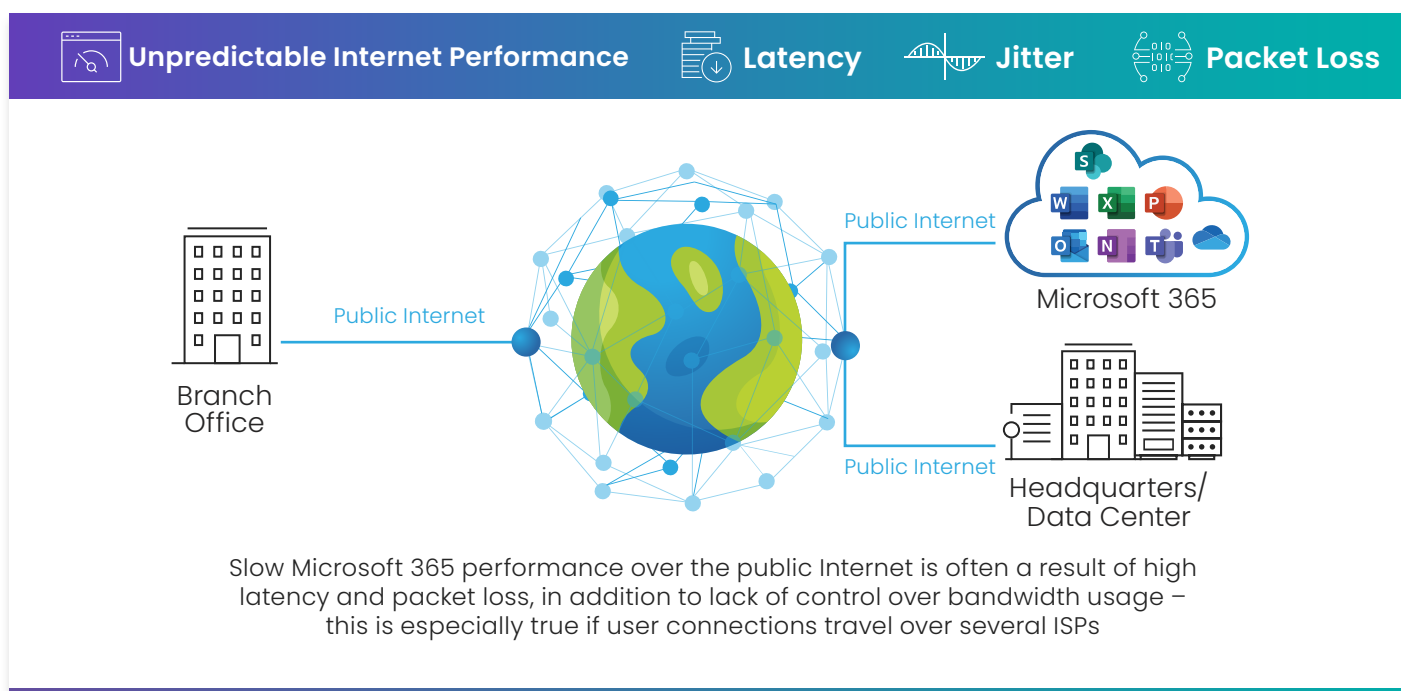 Unpredictable Internet Performance
Latency
Jitter
Packet Loss
Public Internet
S
W X P
O N T
Microsoft 365
Public Internet
Branch
Office
Public Internet
Headquarters/
Data Center
Slow Microsoft 365 performance over the public Internet is often a result of high
latency and packet loss, in addition to lack of control over bandwidth usage –
this is especially true if user connections travel over several ISPs